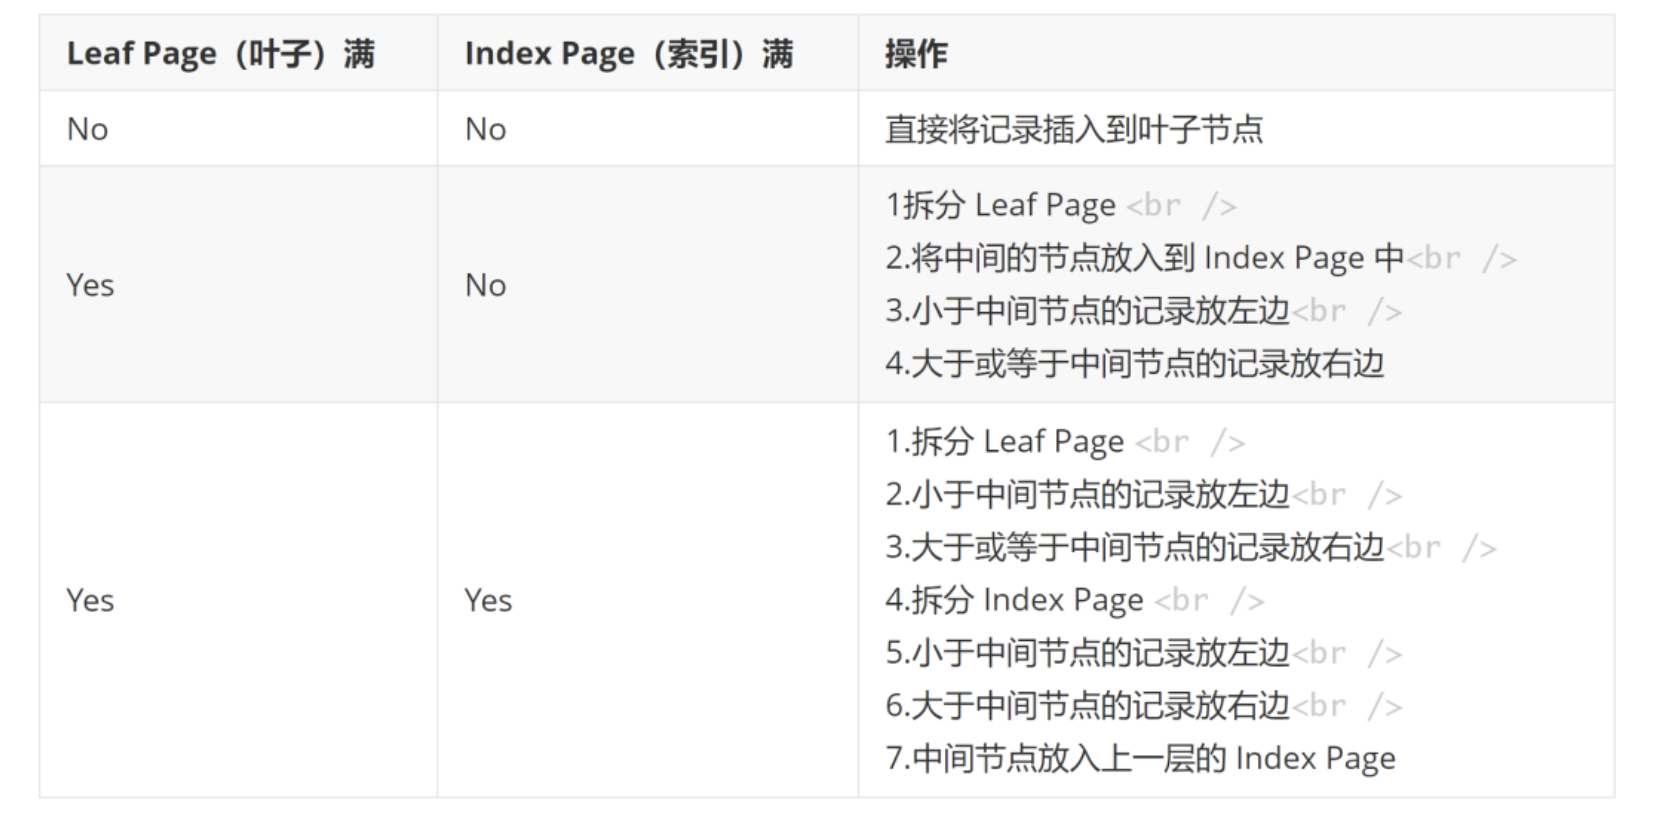 Leaf Page（叶子）满 Index Page（索引）满 操作
No No 直接将记录插入到叶子节点
1拆分 Leaf Page <br />
2.将中间的节点放入到 Index Page 中<br />
Yes No
3.小于中间节点的记录放左边<br />
4.大于或等于中间节点的记录放右边
1.拆分 Leaf Page <br />
2.小于中间节点的记录放左边<br />
3.大于或等于中间节点的记录放右边<br />
Yes Yes 4.拆分 Index Page <br />
5.小于中间节点的记录放左边<br />
6.大于中间节点的记录放右边<br />
7.中间节点放入上一层的 Index Page